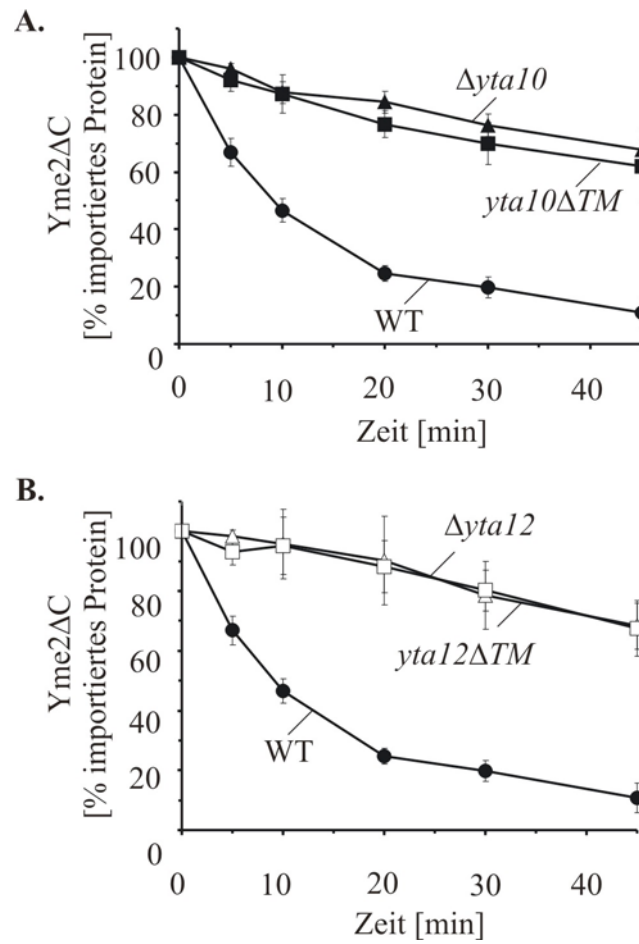 A.
Yme2ΔC
[% importiertes Protein]
100
80
60
40
20
0
Δyta10
yta10ΔTM
WT
0 10 20 30 40
Zeit [min]
B.
Yme2ΔC
[% importiertes Protein]
100
80
60
40
20
0
Δyta12
yta12ΔTM
WT
0 10 20 30 40
Zeit [min]